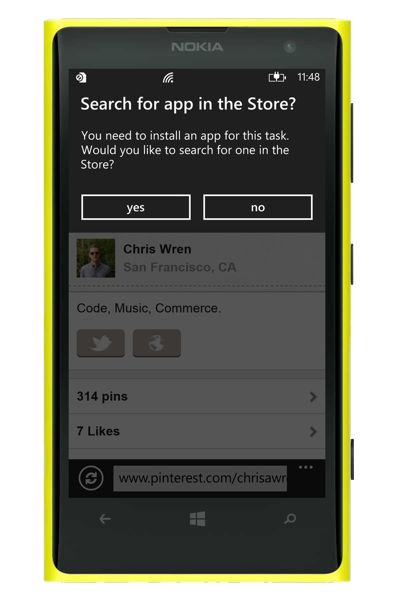 NOKIA
11:48
Search for app in the Store?
You need to install an app for this task.
Would you like to search for one in the
Store?
yes
no
Chris Wren
San Francisco, CA
Code, Music, Commerce.
314 pins
7 Likes
www.pinterest.com/chrisawr